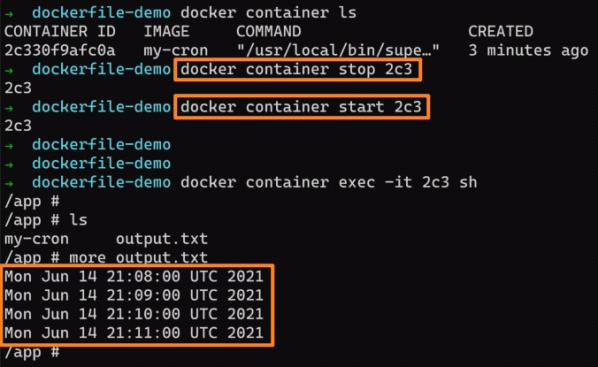 → dockerfile-demo docker container ls
CONTAINER ID   IMAGE     COMMAND                  CREATED
2c330f9afc0a   my-cron   "/usr/local/bin/supe…"   3 minutes ago
→ dockerfile-demo docker container stop 2c3
2c3
→ dockerfile-demo docker container start 2c3
2c3
→ dockerfile-demo
→ dockerfile-demo
→ dockerfile-demo docker container exec -it 2c3 sh
/app #
/app # ls
my-cron     output.txt
/app # more output.txt
Mon Jun 14 21:08:00 UTC 2021
Mon Jun 14 21:09:00 UTC 2021
Mon Jun 14 21:10:00 UTC 2021
Mon Jun 14 21:11:00 UTC 2021
/app #